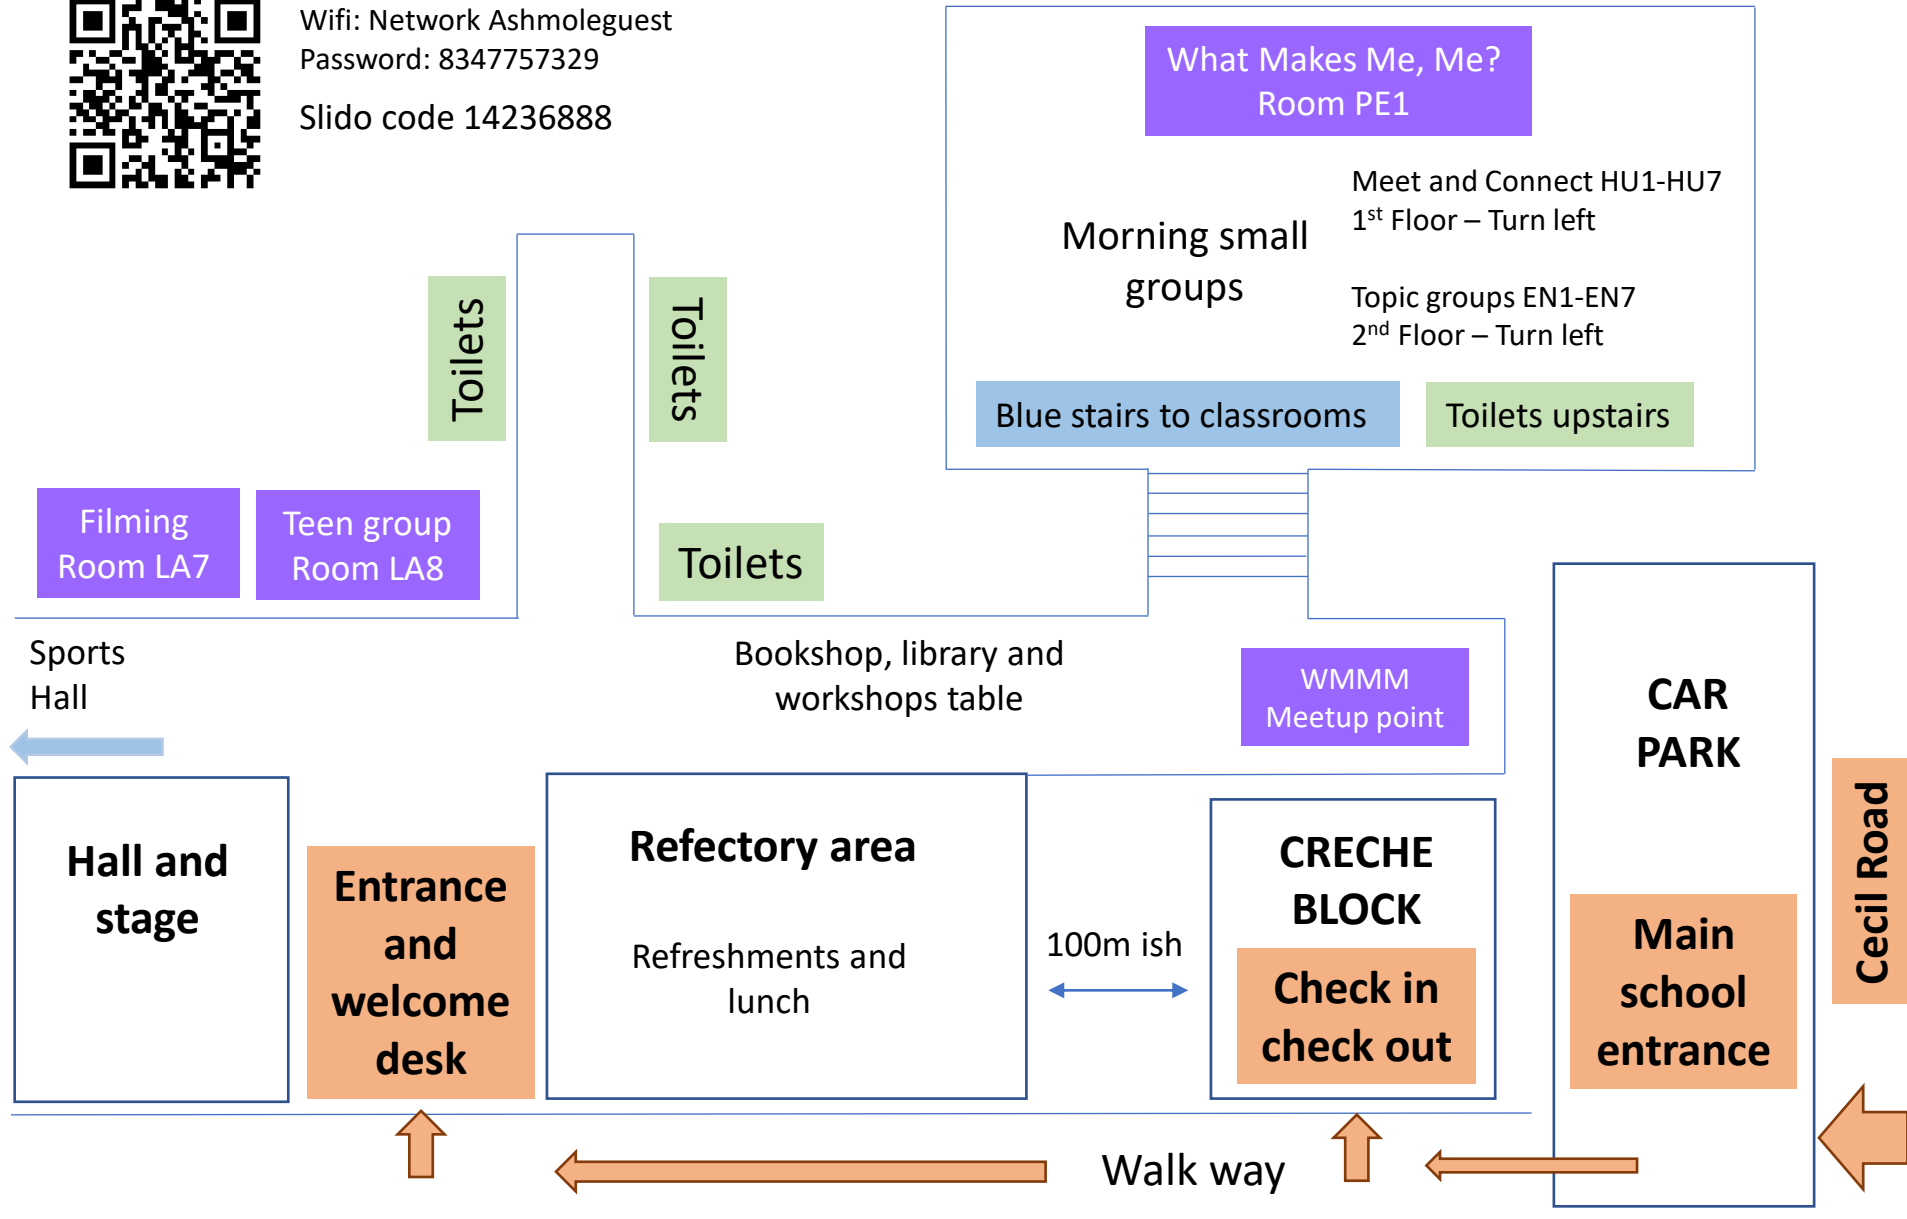 Wifi: Network Ashmoleguest
Password: 8347757329
Slido code 14236888
What Makes Me, Me?
Room PE1
Meet and Connect HU1-HU7
1st Floor – Turn left
Morning small
groups
Topic groups EN1-EN7
2nd Floor – Turn left
Blue stairs to classrooms
Toilets upstairs
Toilets
Toilets
Toilets
Filming
Room LA7
Teen group
Room LA8
Sports
Hall
Bookshop, library and
workshops table
WMMM
Meetup point
CAR
PARK
Cecil Road
Hall and
stage
Entrance
and
welcome
desk
Refectory area
Refreshments and
lunch
100m ish
CRECHE
BLOCK
Check in
check out
Main
school
entrance
Walk way